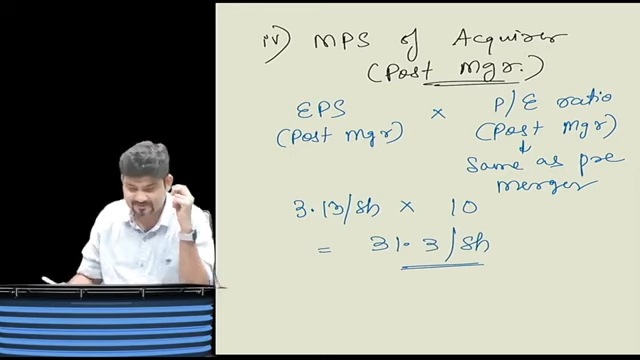 iv) MPS of Acquirer
(Post Mgr.)
EPS × P/E ratio
(Post Mgr) (Post Mgr)
↓
Same as pre
merger
3.13/sh × 10
= 31.3/sh